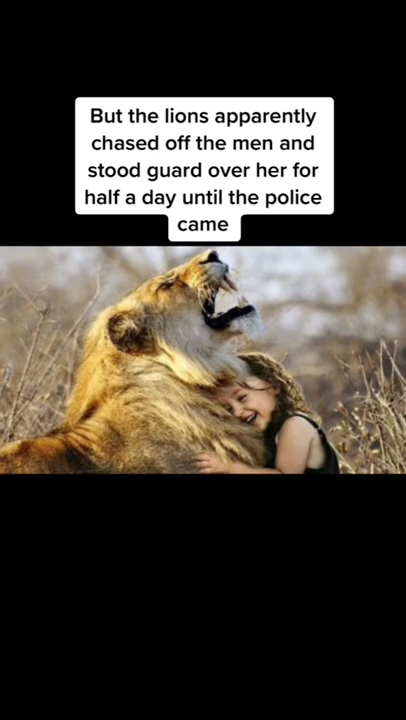 But the lions apparently
chased off the men and
stood guard over her for
half a day until the police
came